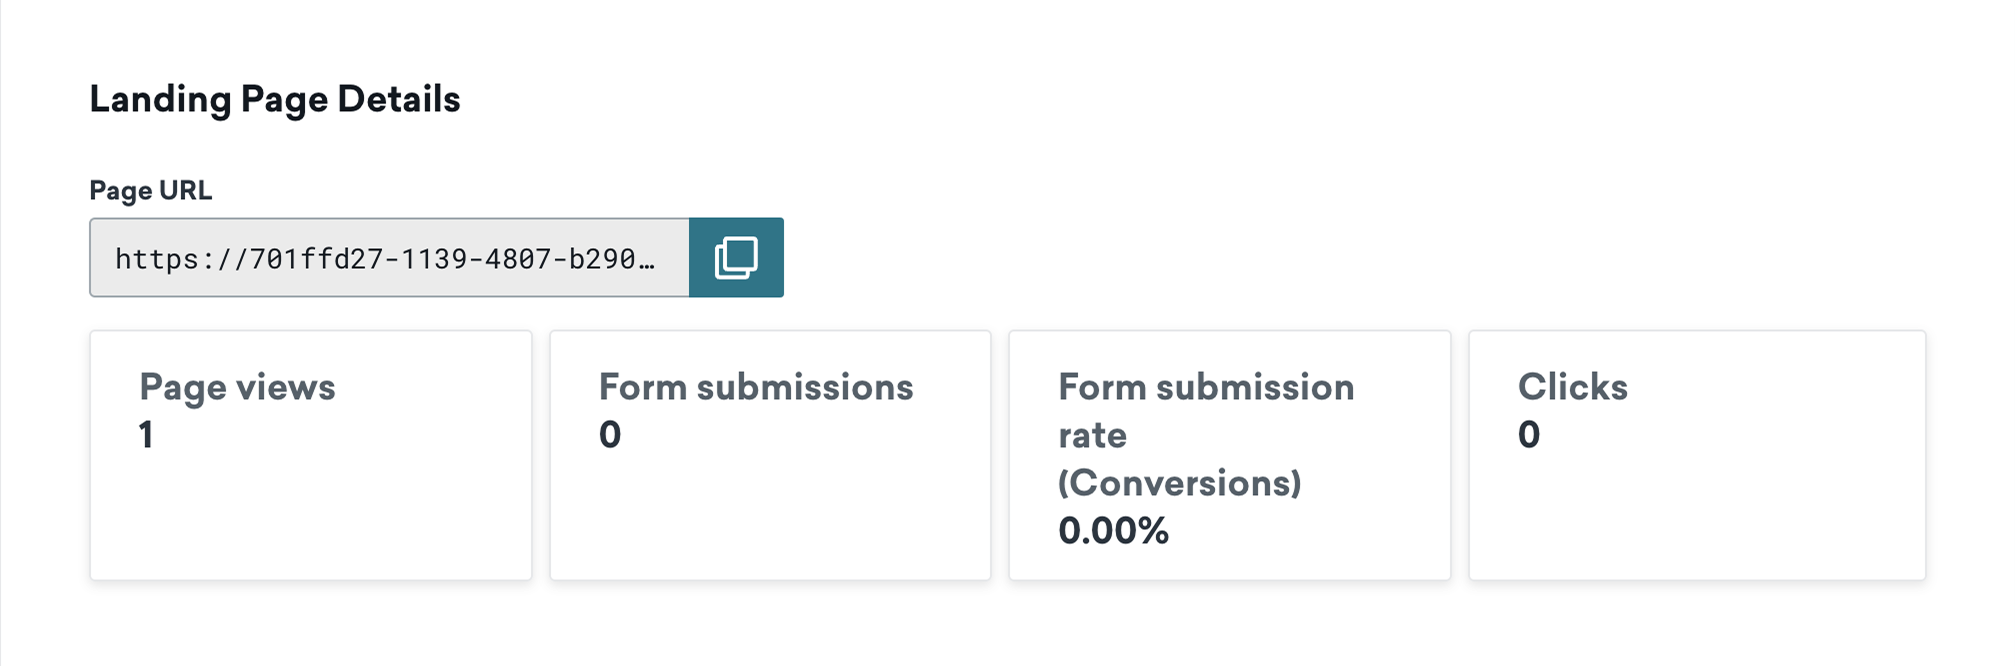 Landing Page Details
Page URL
https://701ffd27-1139-4807-b290…
Page views
1
Form submissions
0
Form submission
rate
(Conversions)
0.00%
Clicks
0